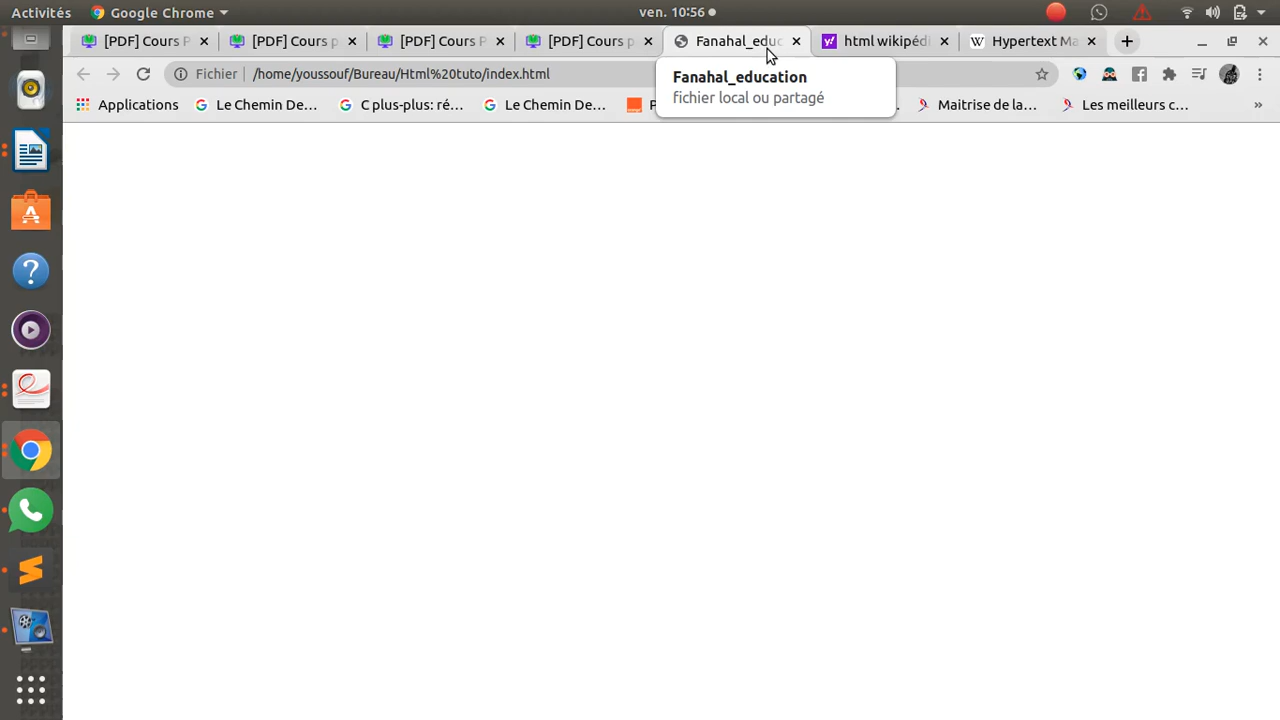 Activités
Google Chrome
ven. 10:56
[PDF] Cours P
[PDF] Cours p
[PDF] Cours P
[PDF] Cours p
Fanahal_educ
html wikipédi
Hypertext Ma
Fichier
/home/youssouf/Bureau/Html%20tuto/index.html
Fanahal_education
fichier local ou partagé
Applications
Le Chemin De...
C plus-plus: ré...
Le Chemin De...
P
Maitrise de la...
Les meilleurs c...
»